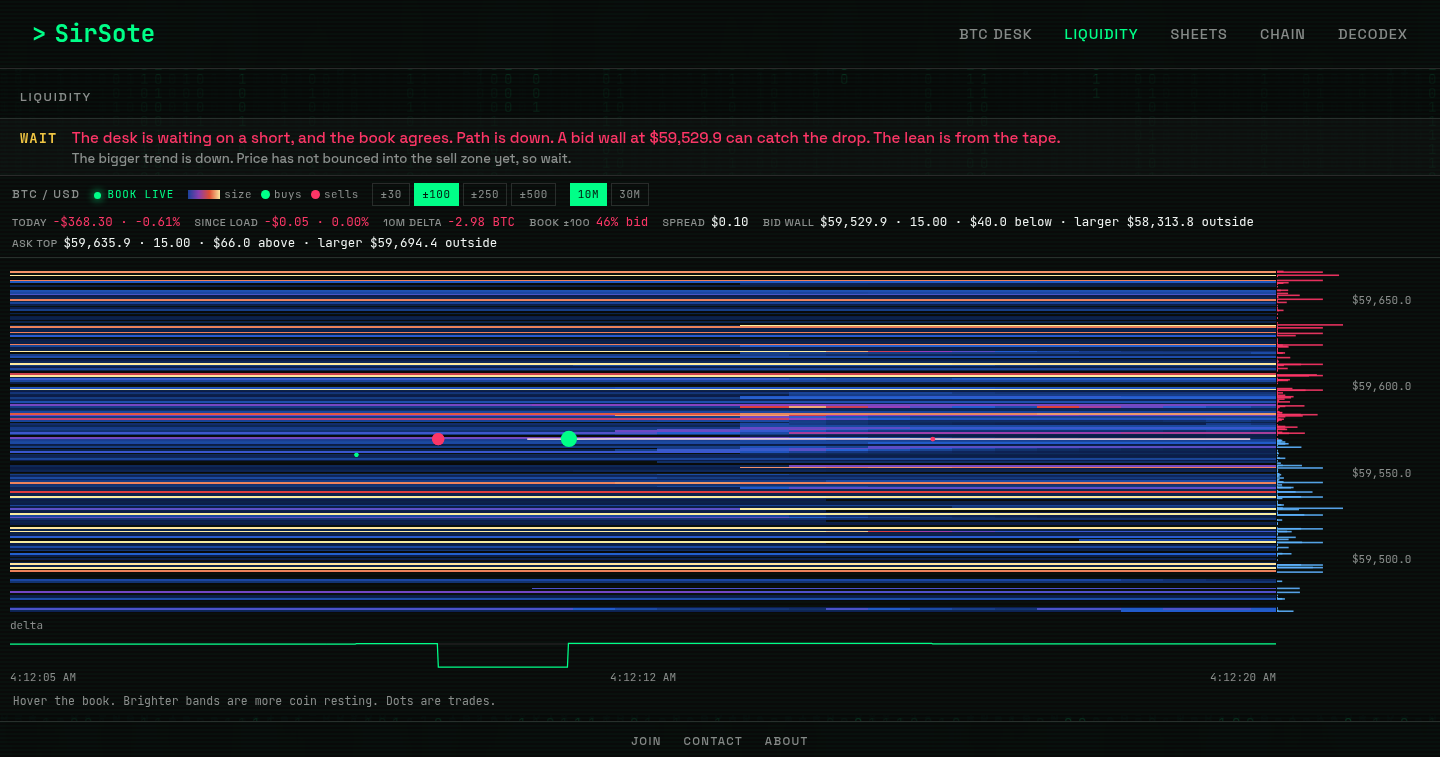 > SirSote
BTC DESK LIQUIDITY SHEETS CHAIN DECODEX
LIQUIDITY
WAIT The desk is waiting on a short, and the book agrees. Path is down. A bid wall at $59,529.9 can catch the drop. The lean is from the tape.
The bigger trend is down. Price has not bounced into the sell zone yet, so wait.
BTC / USD BOOK LIVE size buys sells ±30 ±100 ±250 ±500 10M 30M
TODAY -$368.30 · -0.61% SINCE LOAD -$0.05 · 0.00% 10M DELTA -2.98 BTC BOOK ±100 46% bid SPREAD $0.10 BID WALL $59,529.9 · 15.00 · $40.0 below · larger $58,313.8 outside
ASK TOP $59,635.9 · 15.00 · $66.0 above · larger $59,694.4 outside
$59,650.0
$59,600.0
$59,550.0
$59,500.0
delta
4:12:05 AM 4:12:12 AM 4:12:20 AM
Hover the book. Brighter bands are more coin resting. Dots are trades.
JOIN CONTACT ABOUT